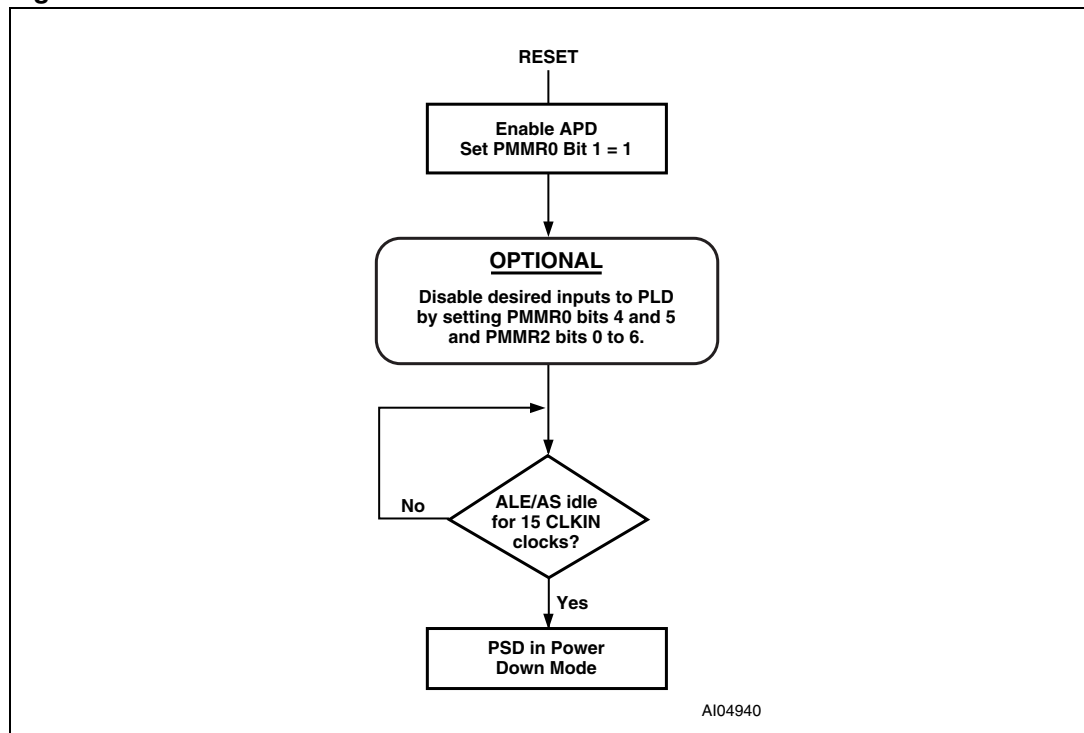 RESET
Enable APD
Set PMMR0 Bit 1 = 1
OPTIONAL
Disable desired inputs to PLD
by setting PMMR0 bits 4 and 5
and PMMR2 bits 0 to 6.
No
ALE/AS idle
for 15 CLKIN
clocks?
Yes
PSD in Power
Down Mode
AI04940